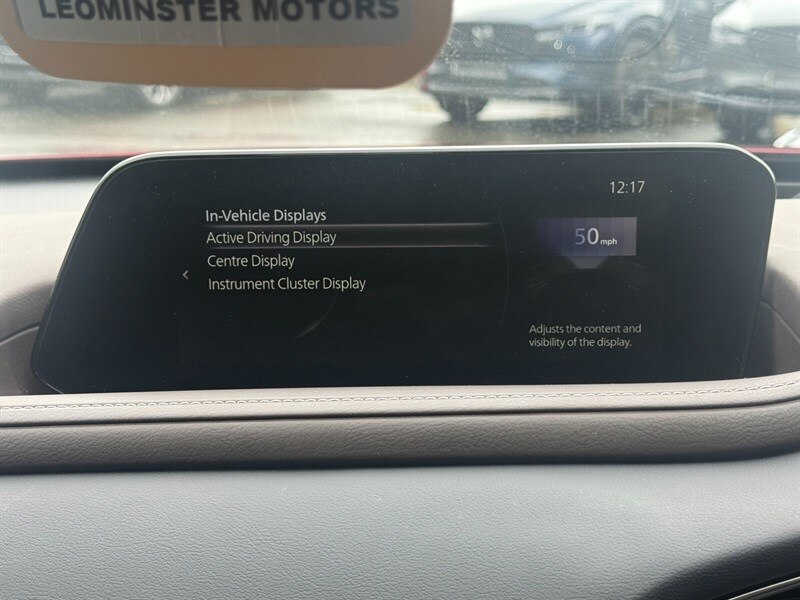 LEOMINSTER MOTORS
12:17
In-Vehicle Displays
Active Driving Display
Centre Display
Instrument Cluster Display
50 mph
Adjusts the content and
visibility of the display.